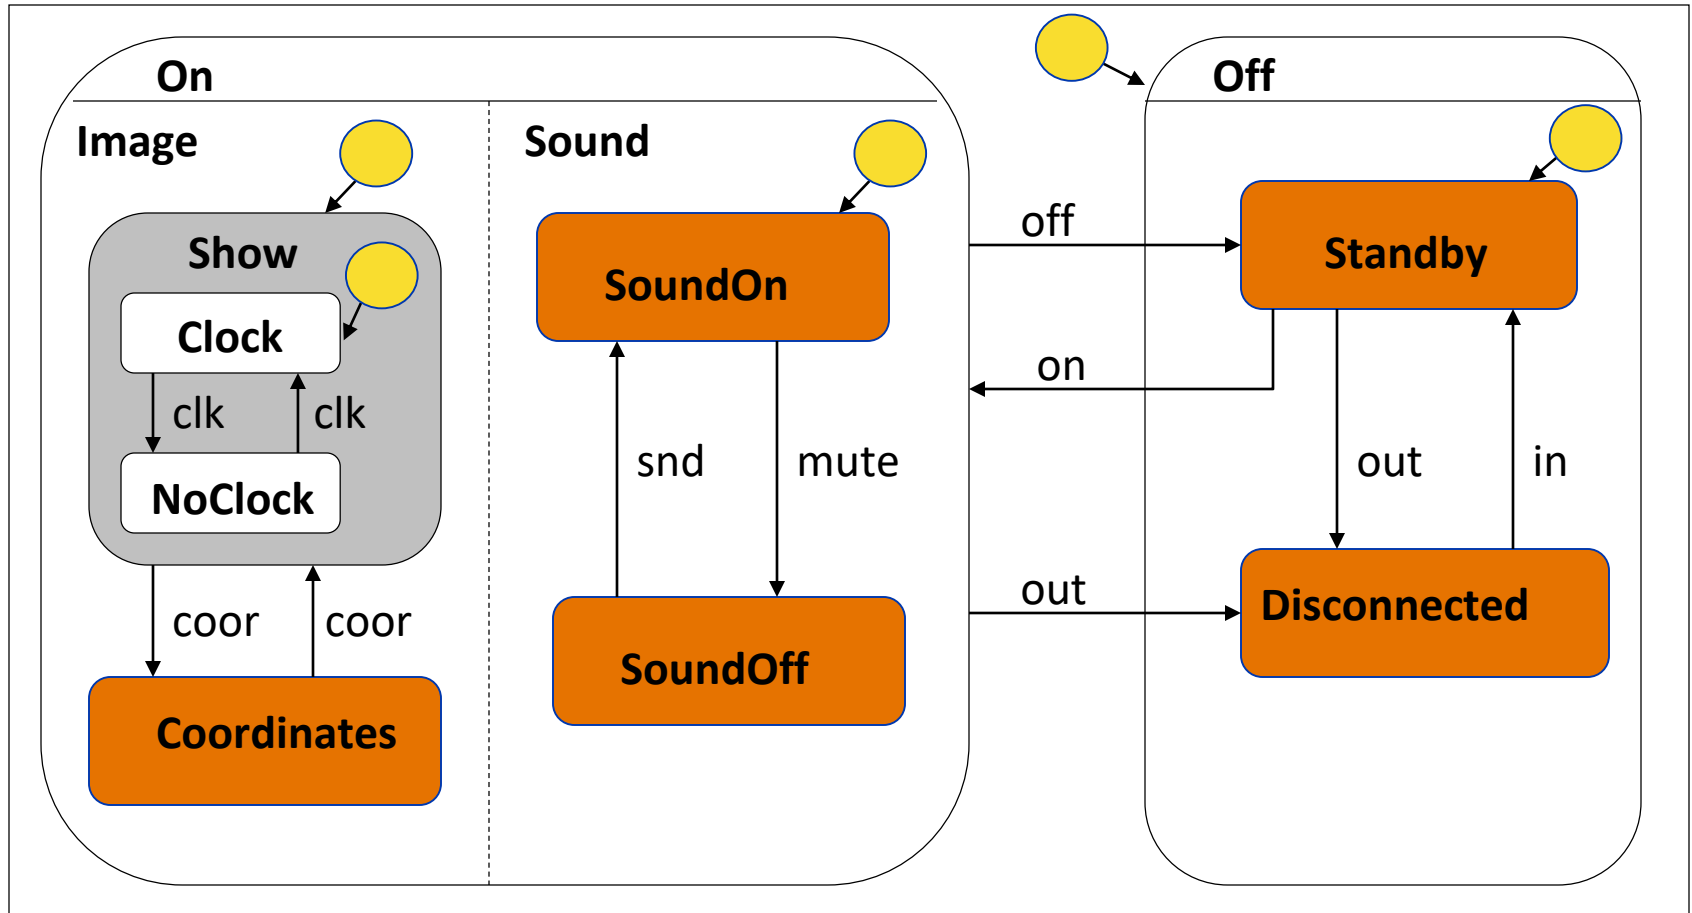 On
Off
Image
Sound
Show
Clock
clk
clk
NoClock
coor
coor
Coordinates
SoundOn
snd
mute
SoundOff
off
on
out
Standby
out
in
Disconnected